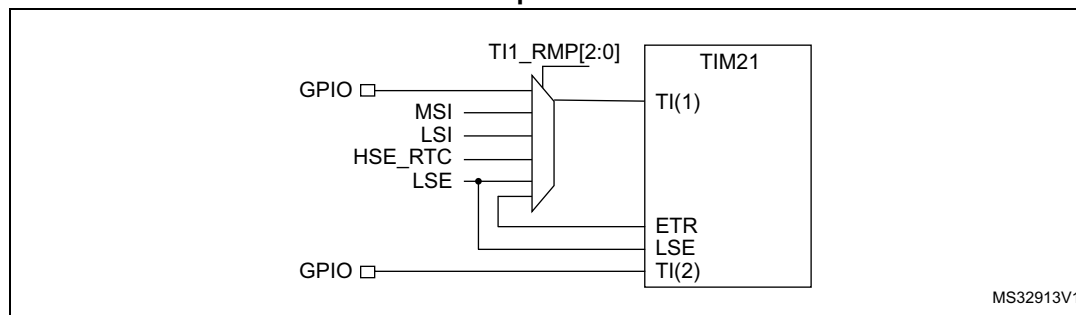 TI1_RMP[2:0]
TIM21
GPIO
TI(1)
MSI
LSI
HSE_RTC
LSE
ETR
LSE
GPIO
TI(2)
MS32913V1